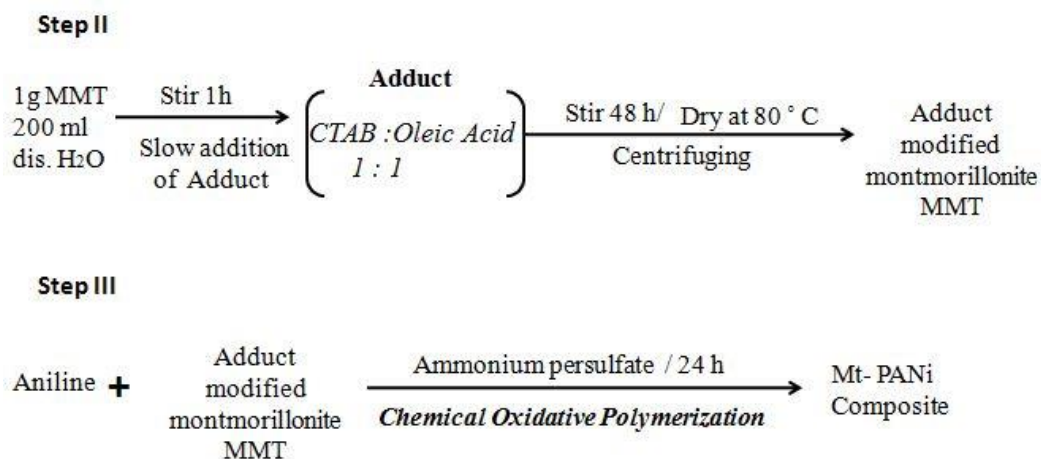 Step II
1g MMT
200 ml
dis. H2O
Stir 1h
Slow addition
of Adduct
Adduct
CTAB :Oleic Acid
1 : 1
Stir 48 h/ Dry at 80 ° C
Centrifuging
Adduct
modified
montmorillonite
MMT
Step III
Aniline +
Adduct
modified
montmorillonite
MMT
Ammonium persulfate / 24 h
Chemical Oxidative Polymerization
Mt- PANi
Composite